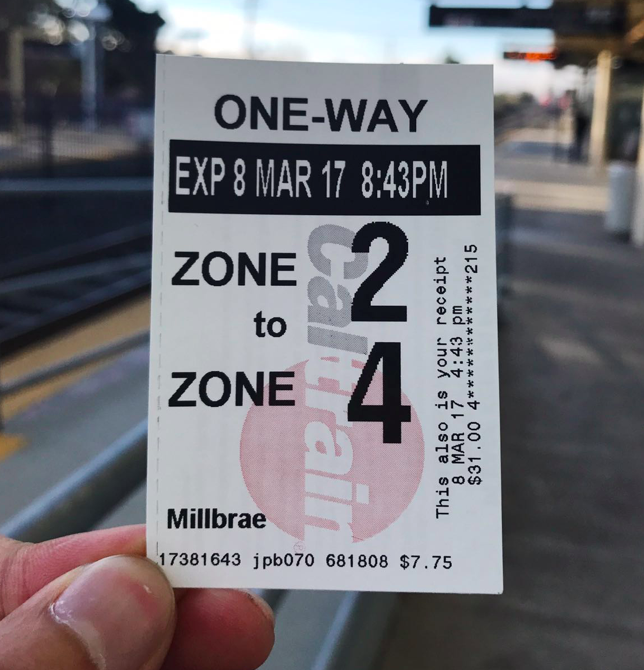 ONE-WAY
EXP 8 MAR 17 8:43PM
ZONE 2
to
ZONE 4
caltrain
Millbrae
17381643 jpb070 681808 $7.75
This also is your receipt
8 MAR 17 4:43 pm
$31.00 4************215